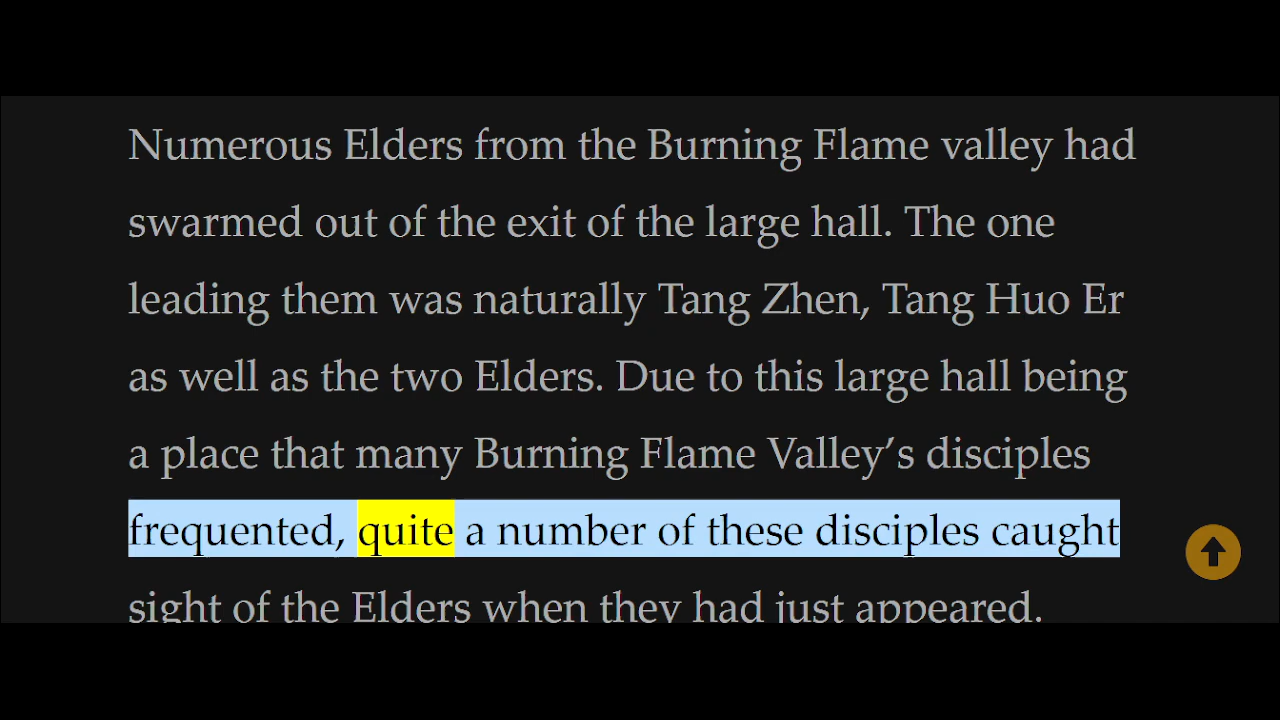 Numerous Elders from the Burning Flame valley had
swarmed out of the exit of the large hall. The one
leading them was naturally Tang Zhen, Tang Huo Er
as well as the two Elders. Due to this large hall being
a place that many Burning Flame Valley’s disciples
frequented, quite a number of these disciples caught
sight of the Elders when they had just appeared.